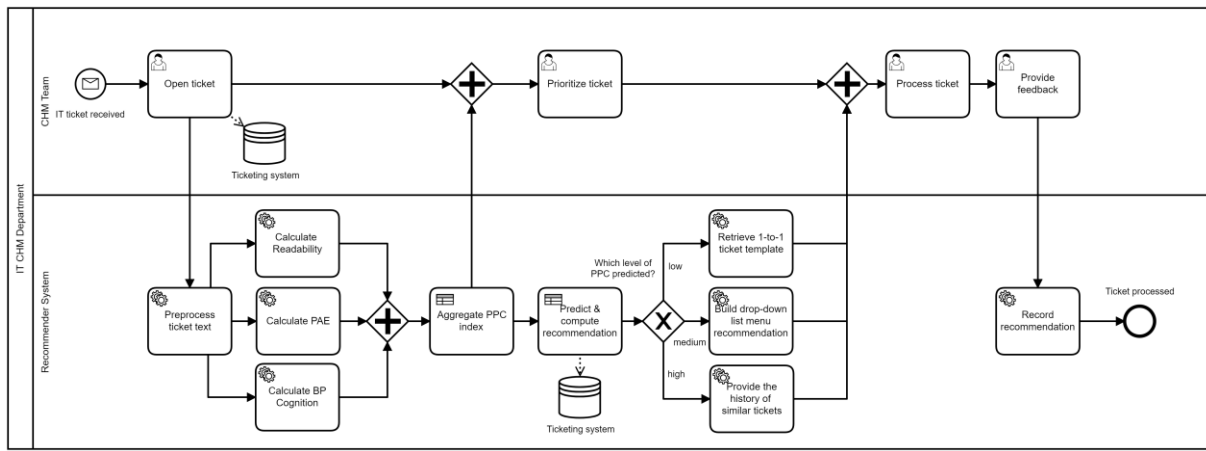 IT CHM Department
CHM Team
IT ticket received
Open ticket
Ticketing system
Prioritize ticket
Process ticket
Provide
feedback
Recommender System
Preprocess
ticket text
Calculate
Readability
Calculate PAE
Calculate BP
Cognition
Aggregate PPC
index
Predict &
compute
recommendation
Ticketing system
Which level of
PPC predicted?
low
medium
high
Retrieve 1-to-1
ticket template
Build drop-down
list menu
recommendation
Provide the
history of
similar tickets
Record
recommendation
Ticket processed